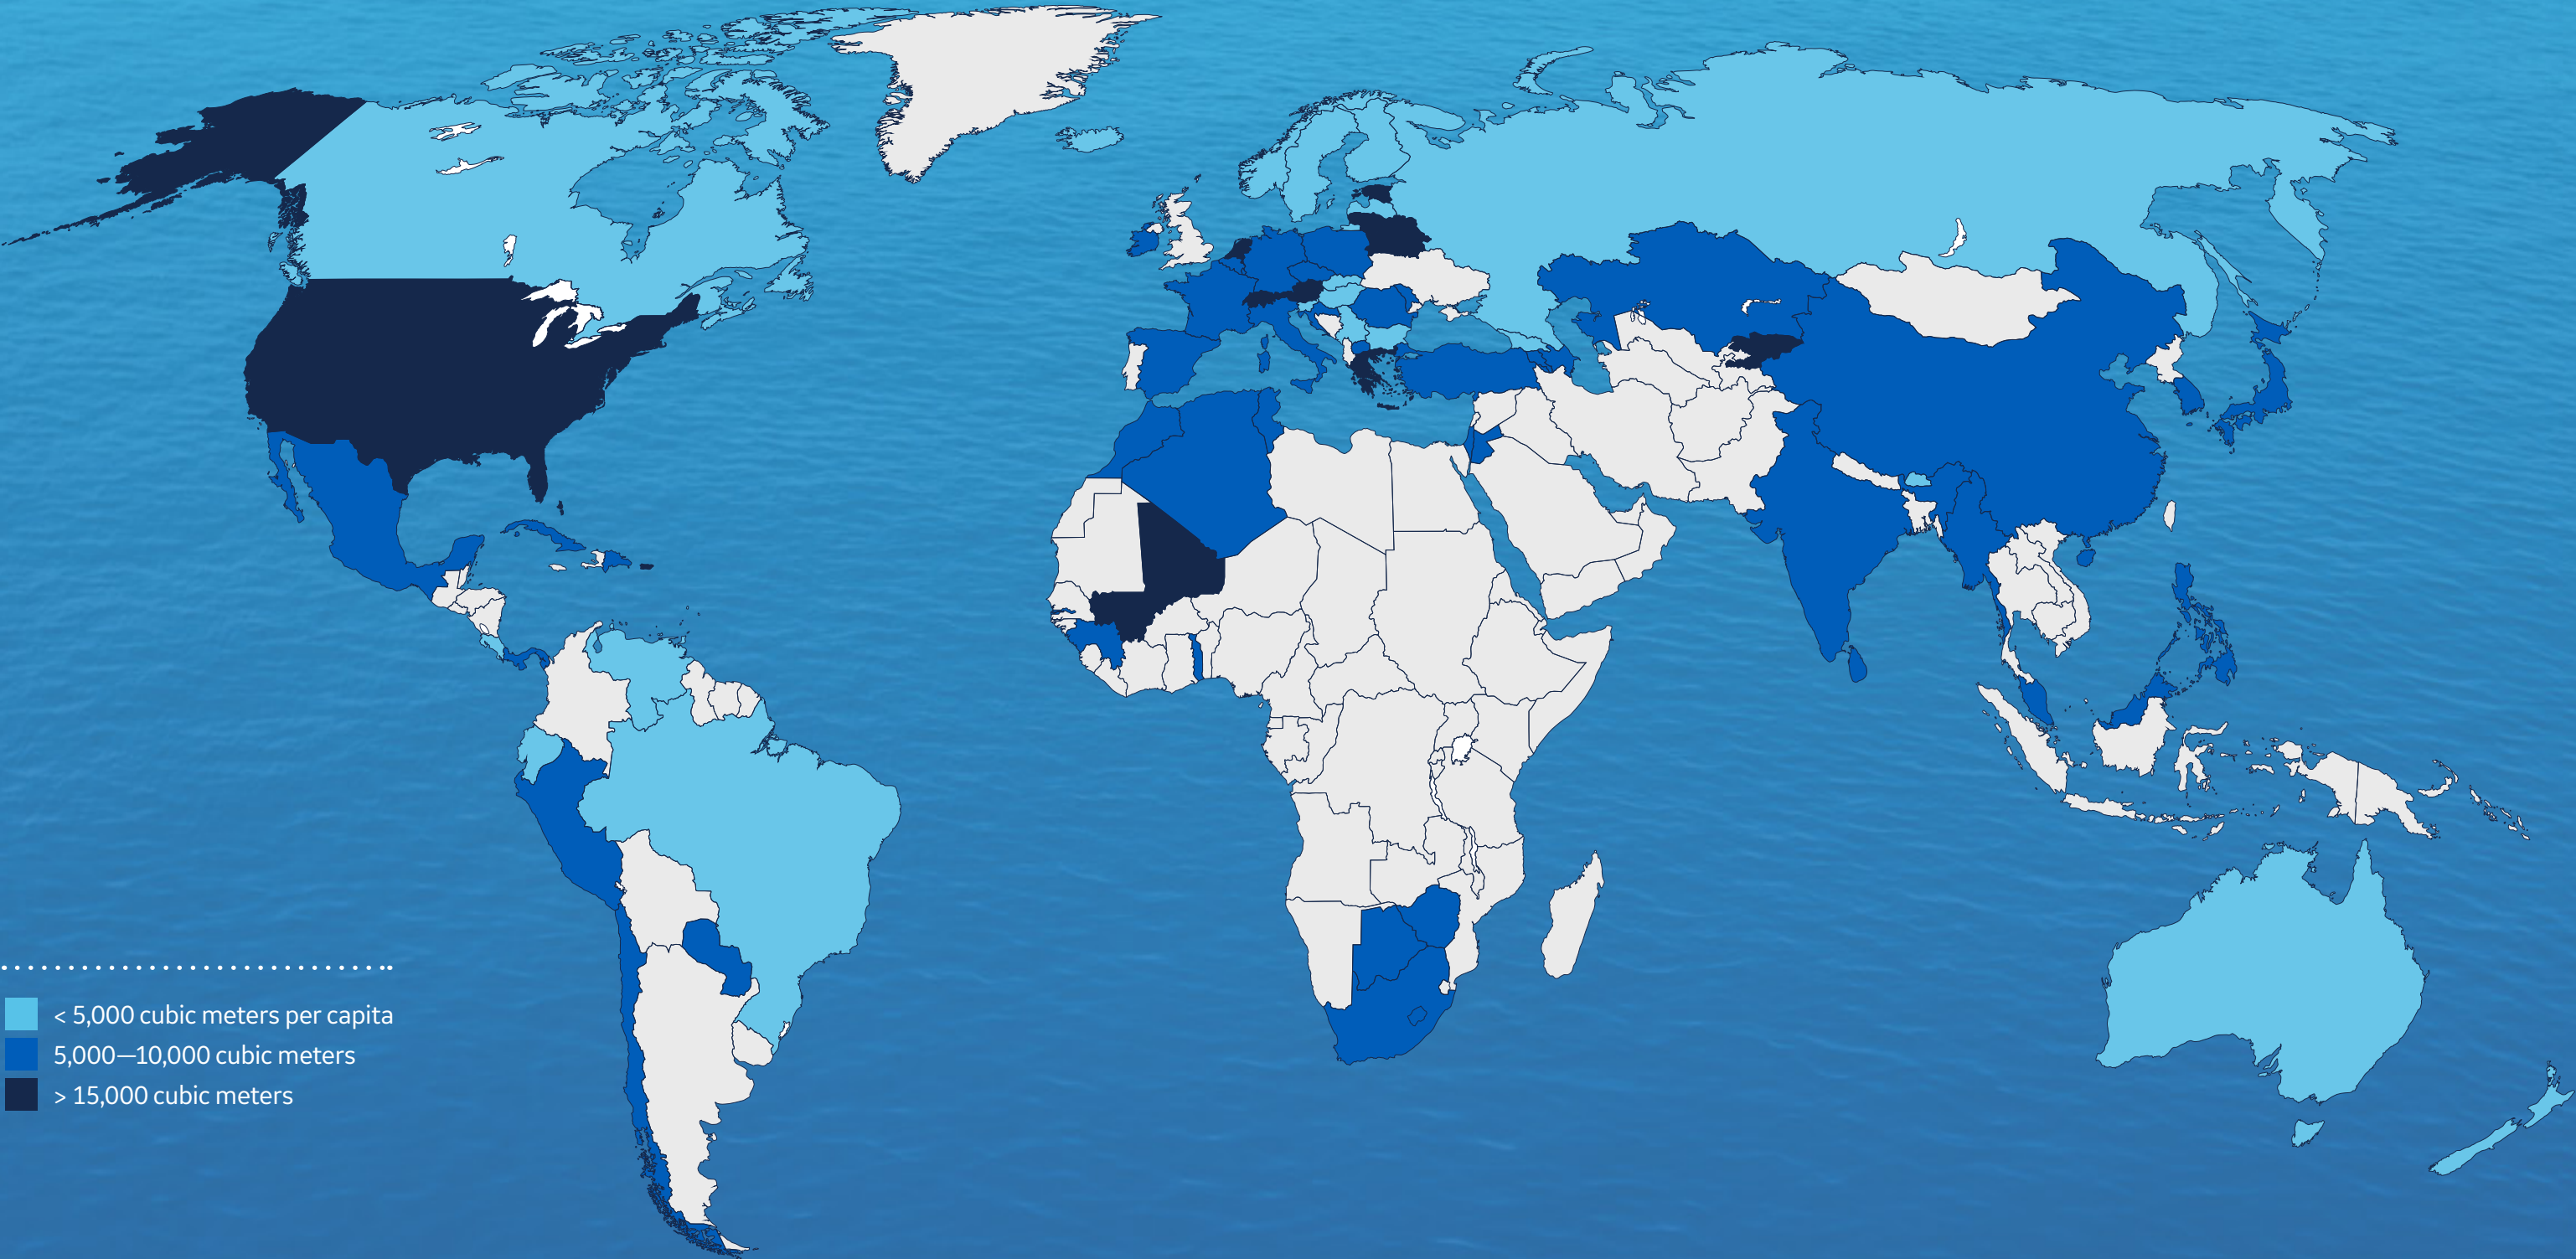 < 5,000 cubic meters per capita
5,000—10,000 cubic meters
> 15,000 cubic meters